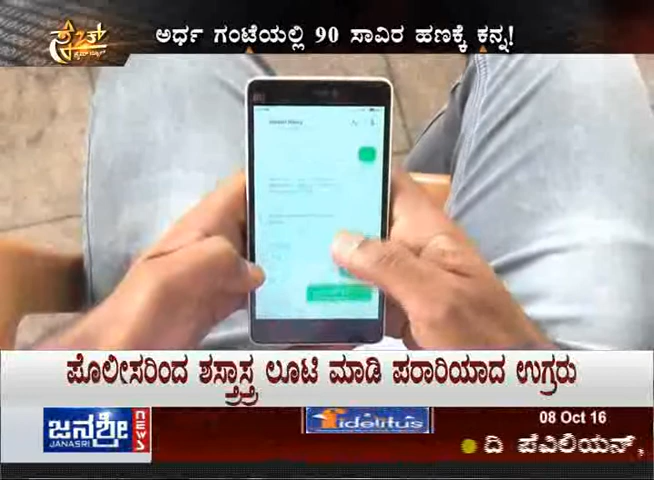 ಅರ್ಧ ಗಂಟೆಯಲ್ಲಿ 90 ಸಾವಿರ ಹಣಕ್ಕೆ ಕನ್ನ!
ಪೊಲೀಸರಿಂದ ಶಸ್ತ್ರಾಸ್ತ್ರ ಲೂಟಿ ಮಾಡಿ ಪರಾರಿಯಾದ ಉಗ್ರರು
ಜನಶ್ರೀ
JANASRI
NEWS
Fidelitus
08 Oct 16
ದಿ ಪೆವಿಲಿಯನ್,